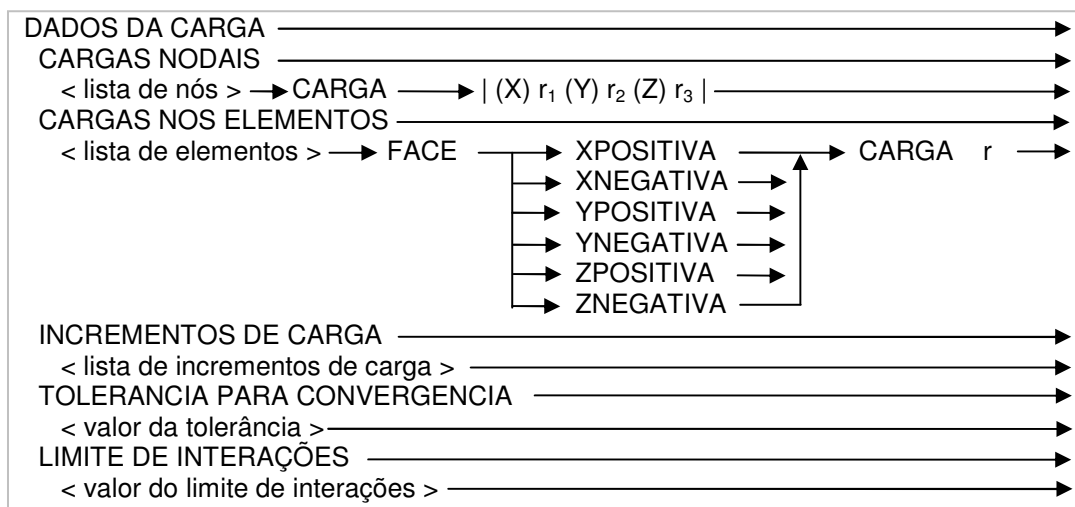 DADOS DA CARGA
CARGAS NODAIS
< lista de nós > CARGA | (X) r₁ (Y) r₂ (Z) r₃ |
CARGAS NOS ELEMENTOS
< lista de elementos > FACE XPOSITIVA CARGA r
XNEGATIVA
YPOSITIVA
YNEGATIVA
ZPOSITIVA
ZNEGATIVA
INCREMENTOS DE CARGA
< lista de incrementos de carga >
TOLERANCIA PARA CONVERGENCIA
< valor da tolerância >
LIMITE DE INTERAÇÕES
< valor do limite de interações >